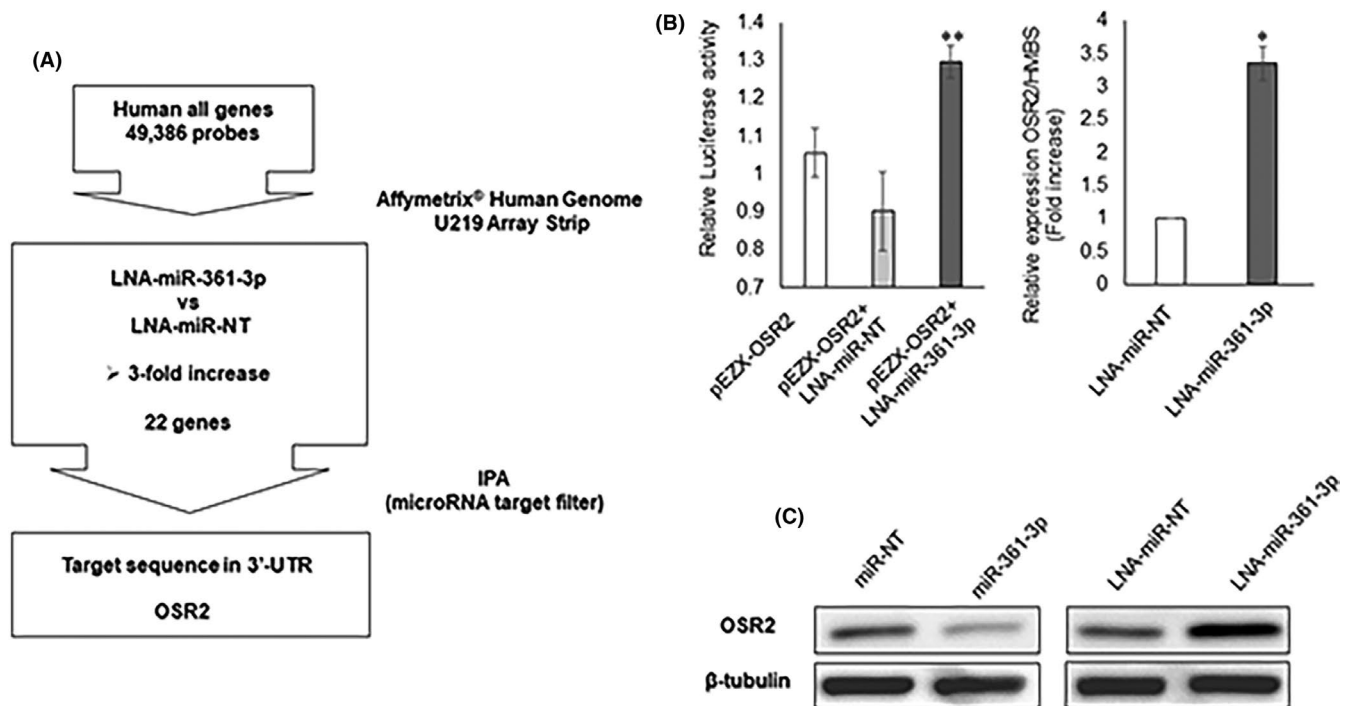 (A)
Human all genes
49,386 probes
Affymetrix® Human Genome
U219 Array Strip
LNA-miR-361-3p
vs
LNA-miR-NT
➢ 3-fold increase
22 genes
IPA
(microRNA target filter)
Target sequence in 3'-UTR
OSR2
(B)
Relative Luciferase activity
1.4
1.3
1.2
1.1
1
0.9
0.8
0.7
**
pEZX-OSR2
pEZX-OSR2+
LNA-miR-NT
pEZX-OSR2+
LNA-miR-361-3p
Relative expression OSR2/HMBS
(Fold increase)
4
3.5
3
2.5
2
1.5
1
0.5
0
*
LNA-miR-NT
LNA-miR-361-3p
(C)
miR-NT
miR-361-3p
LNA-miR-NT
LNA-miR-361-3p
OSR2
β-tubulin